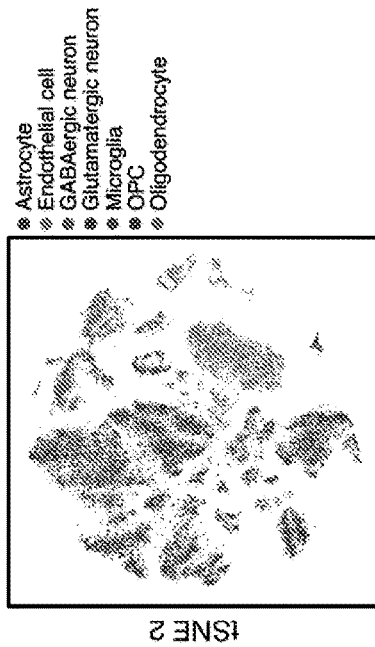 Astrocyte
Endothelial cell
GABAergic neuron
Glutamatergic neuron
Microglia
OPC
Oligodendrocyte
tSNE 2